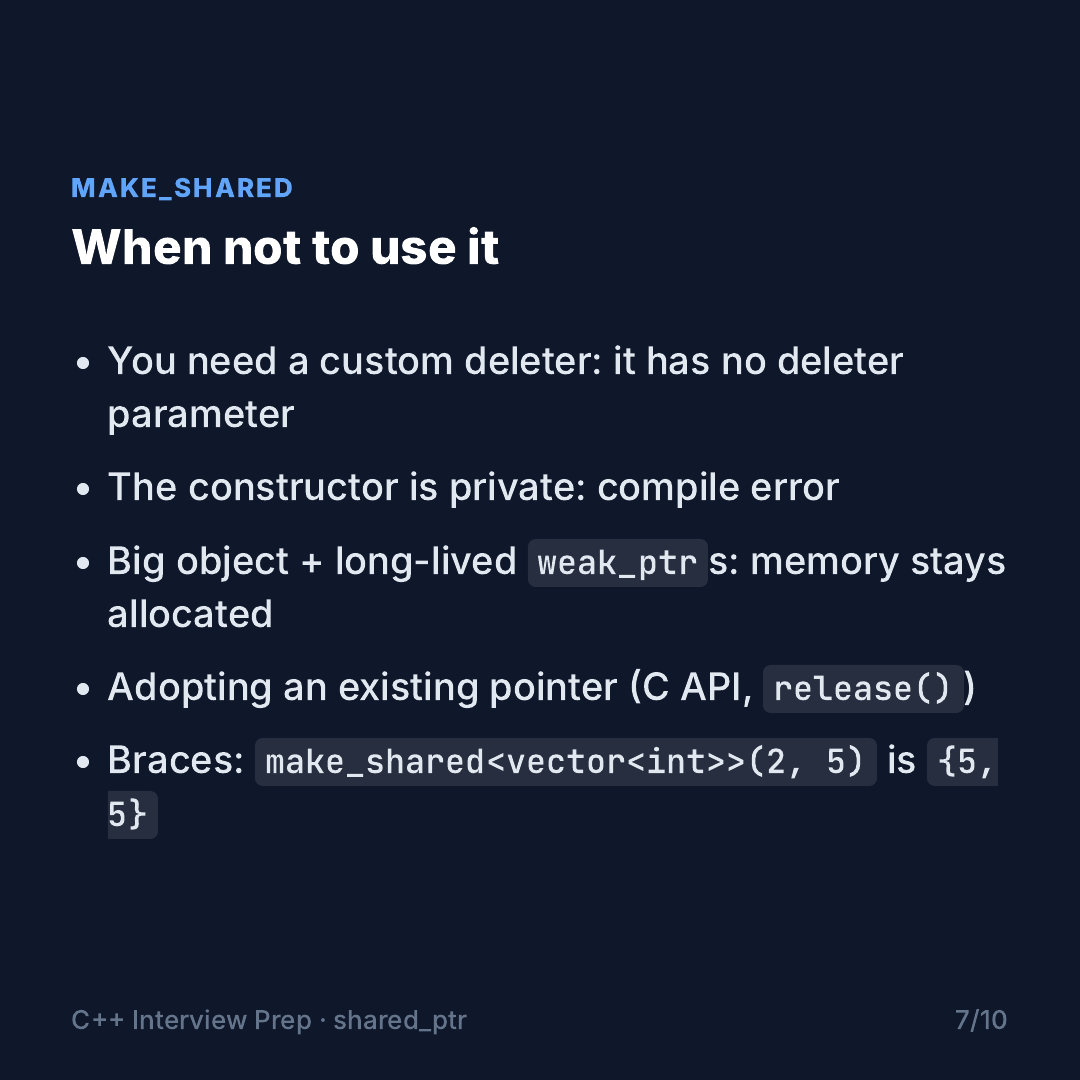 MAKE_SHARED
When not to use it
• You need a custom deleter: it has no deleter
parameter
• The constructor is private: compile error
• Big object + long-lived weak_ptrs: memory stays
allocated
• Adopting an existing pointer (C API, release())
• Braces: make_shared<vector<int>>(2, 5) is {5,
5}
C++ Interview Prep · shared_ptr
7/10